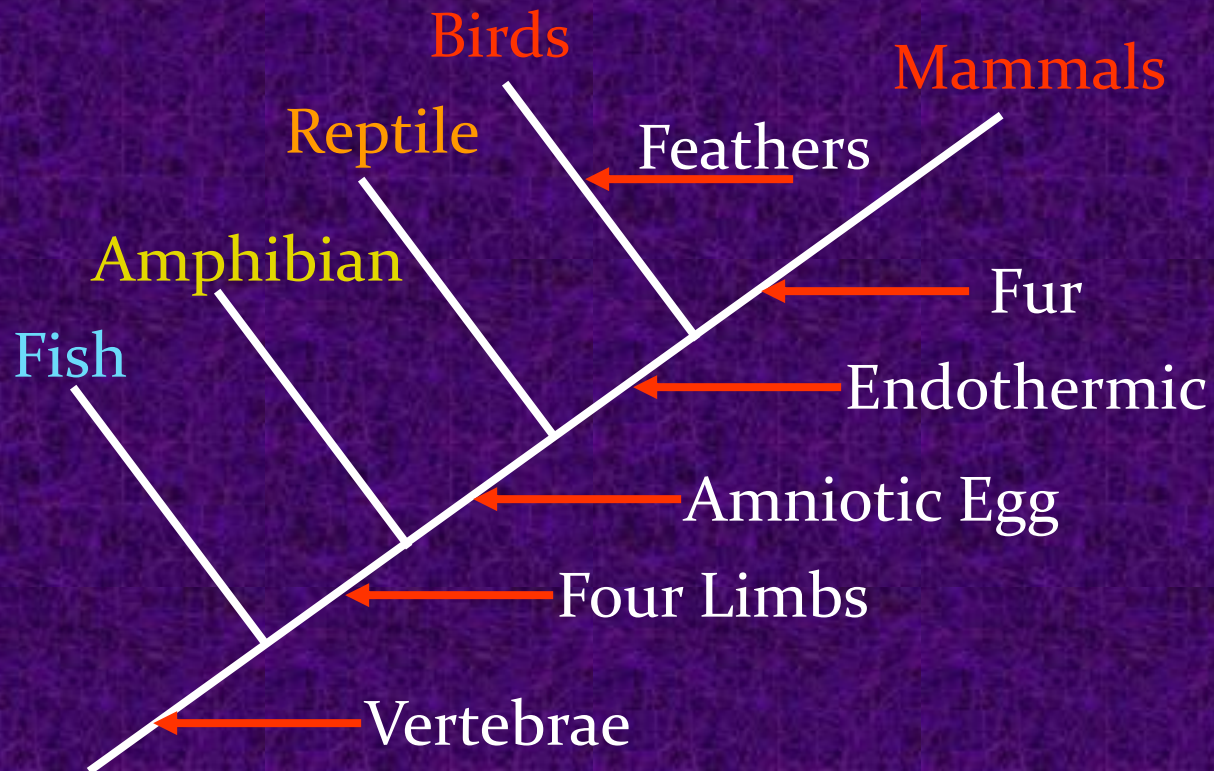 Birds
Mammals
Reptile
Feathers
Amphibian
Fur
Fish
Endothermic
Amniotic Egg
Four Limbs
Vertebrae